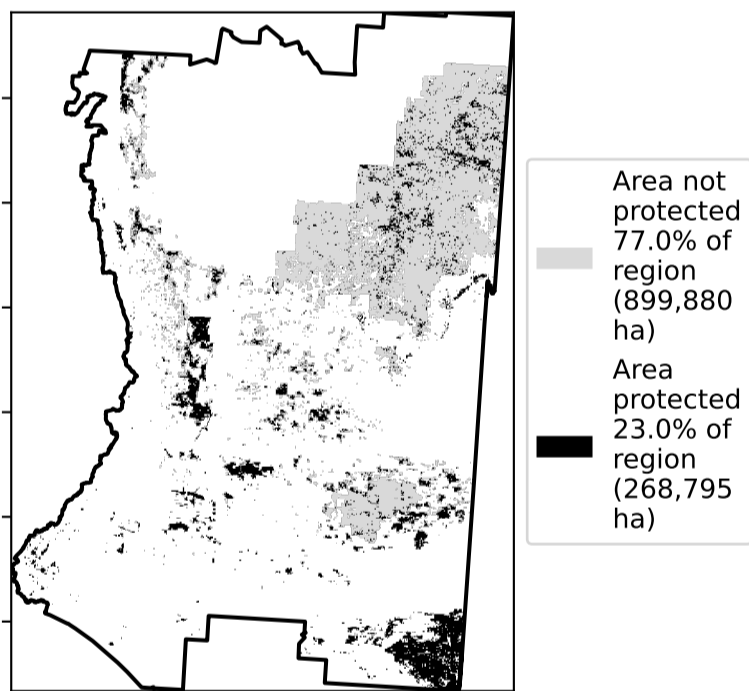 Area not
protected
77.0% of
region
(899,880
ha)
Area
protected
23.0% of
region
(268,795
ha)